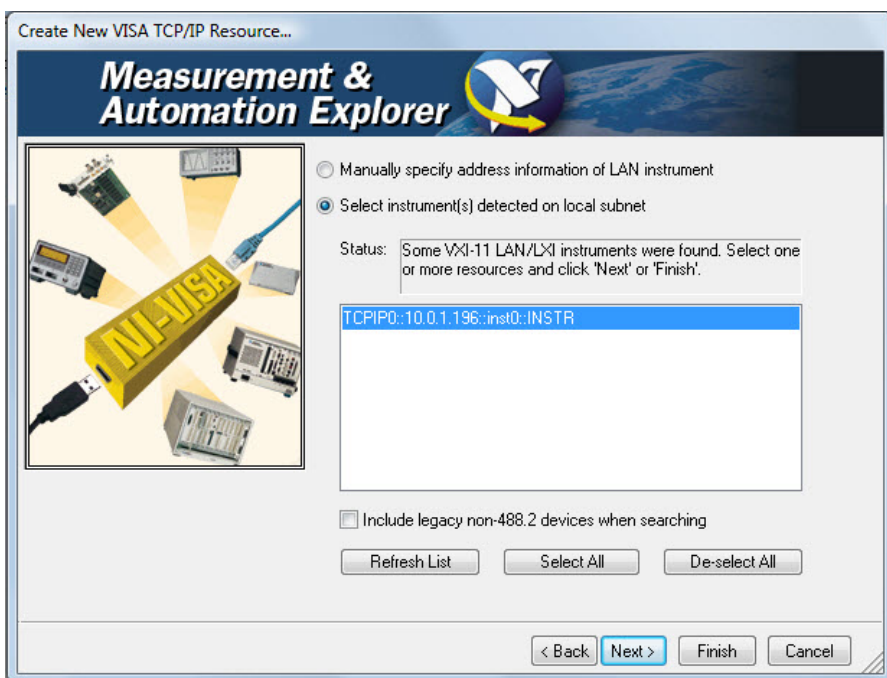 Create New VISA TCP/IP Resource...
Measurement &
Automation Explorer
NI-VISA
Manually specify address information of LAN instrument
Select instrument(s) detected on local subnet
Status:
Some VXI-11 LAN/LXI instruments were found. Select one
or more resources and click 'Next' or 'Finish'.
TCPIP0::10.0.1.196::inst0::INSTR
Include legacy non-488.2 devices when searching
Refresh List
Select All
De-select All
< Back
Next >
Finish
Cancel